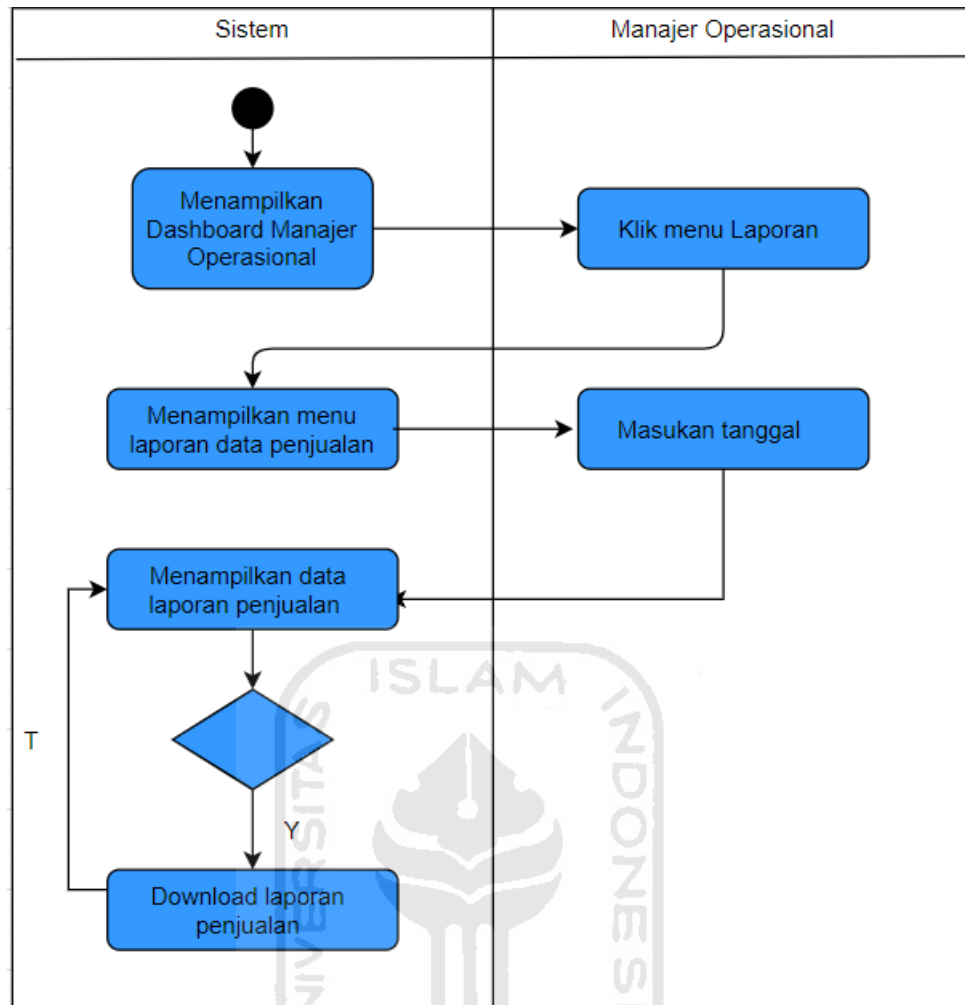 Sistem
Manajer Operasional
Menampilkan
Dashboard Manajer
Operasional
Klik menu Laporan
Menampilkan menu
laporan data penjualan
Masukan tanggal
Menampilkan data
laporan penjualan
T
Y
Download laporan
penjualan
ISLAM